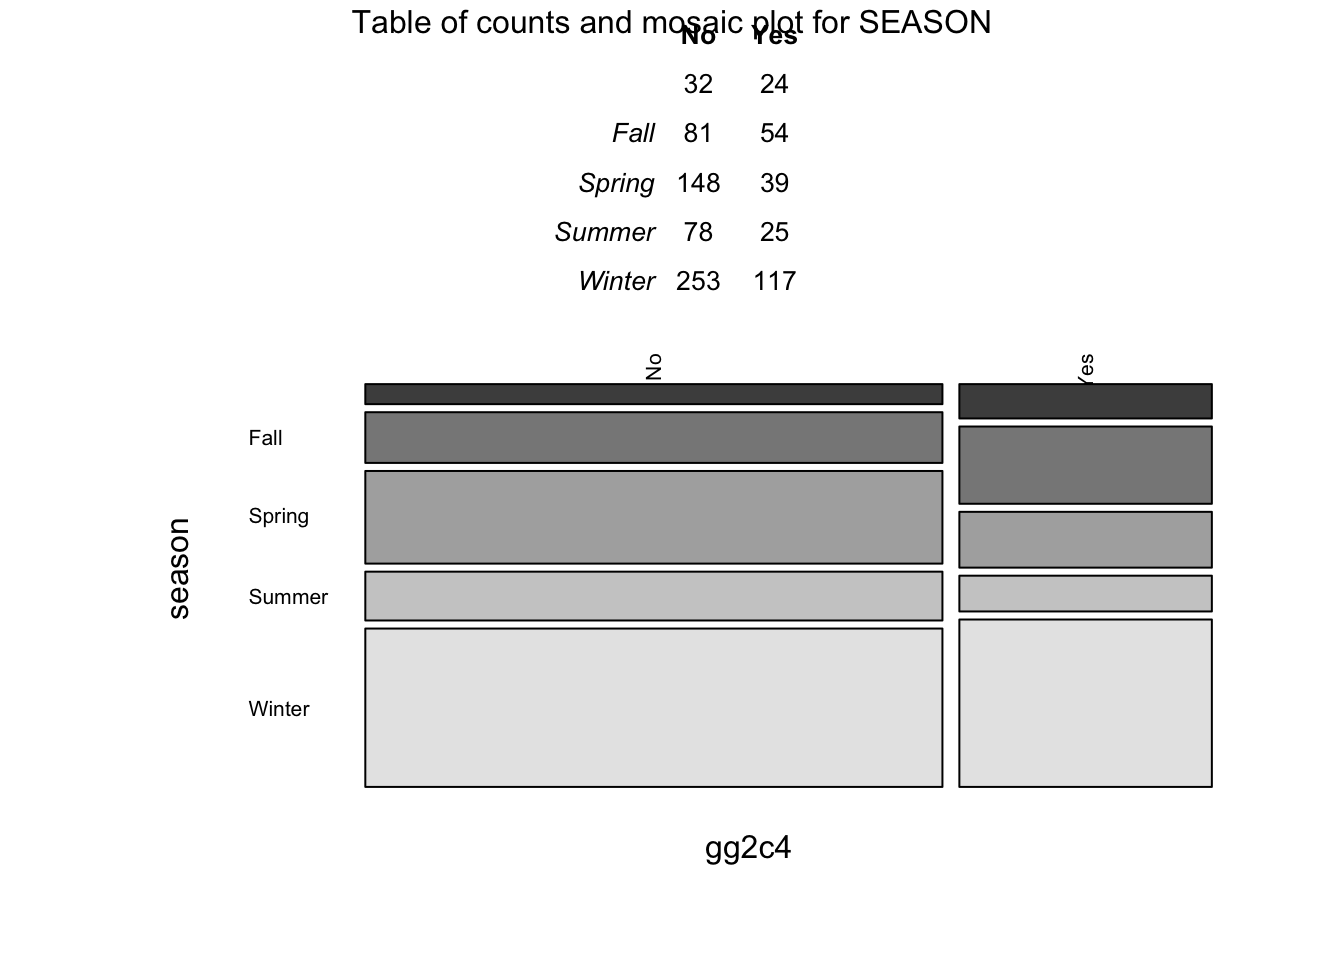 Table of counts and mosaic plot for SEASON
No Yes
32 24
Fall 81 54
Spring 148 39
Summer 78 25
Winter 253 117
No Yes
Fall
Spring
Summer
Winter
season
gg2c4